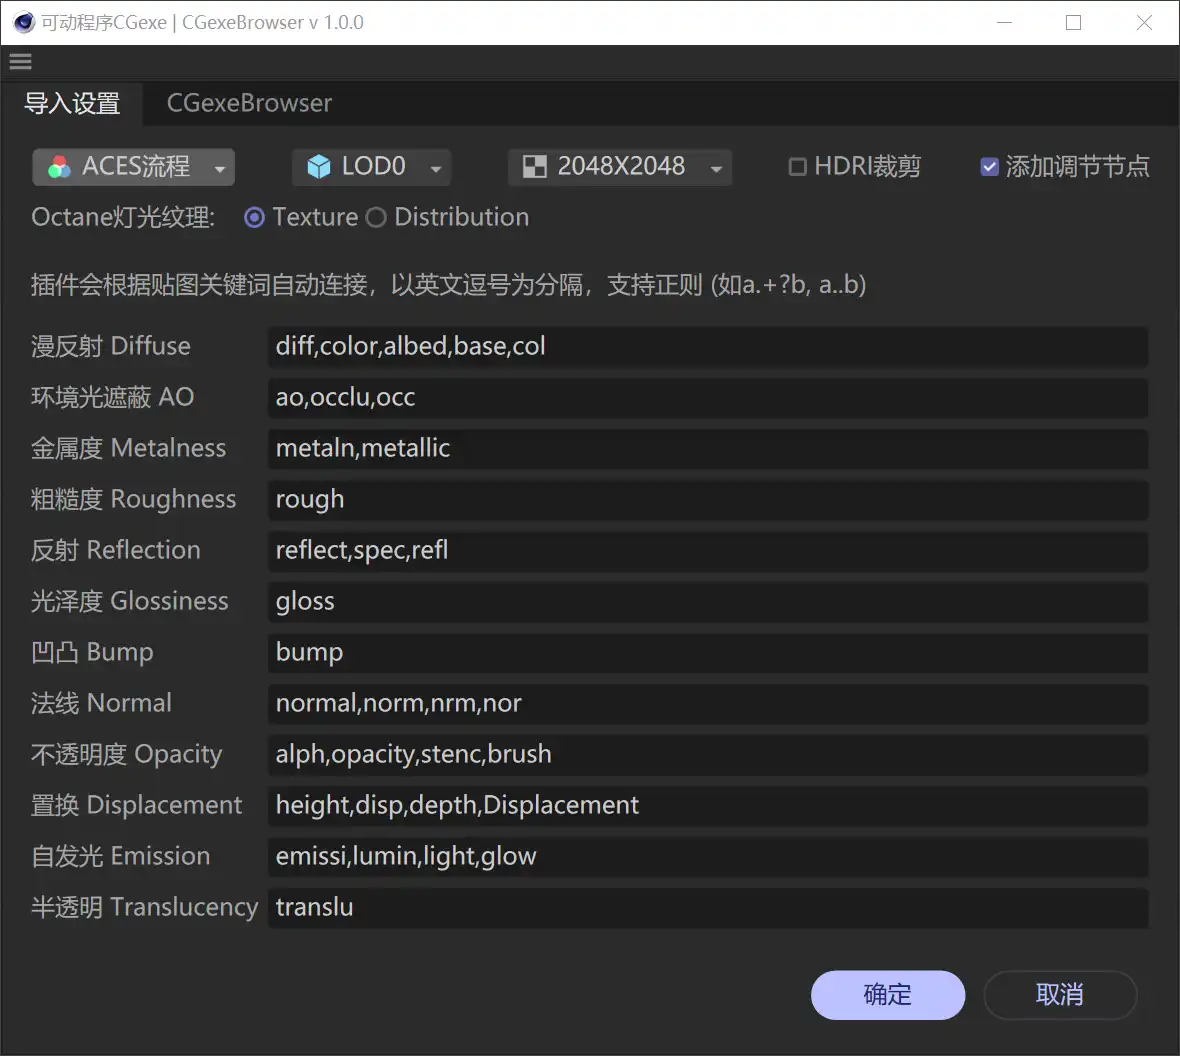 可动程序CGexe | CGexeBrowser v 1.0.0
导入设置 CGexeBrowser
ACES流程 LOD0 2048X2048 HDRI裁剪 添加调节节点
Octane灯光纹理: Texture Distribution
插件会根据贴图关键词自动连接，以英文逗号为分隔，支持正则 (如a.+?b, a..b)
漫反射 Diffuse diff,color,albed,base,col
环境光遮蔽 AO ao,occlu,occ
金属度 Metalness metaln,metallic
粗糙度 Roughness rough
反射 Reflection reflect,spec,refl
光泽度 Glossiness gloss
凹凸 Bump bump
法线 Normal normal,norm,nrm,nor
不透明度 Opacity alph,opacity,stenc,brush
置换 Displacement height,disp,depth,Displacement
自发光 Emission emissi,lumin,light,glow
半透明 Translucency translu
确定 取消